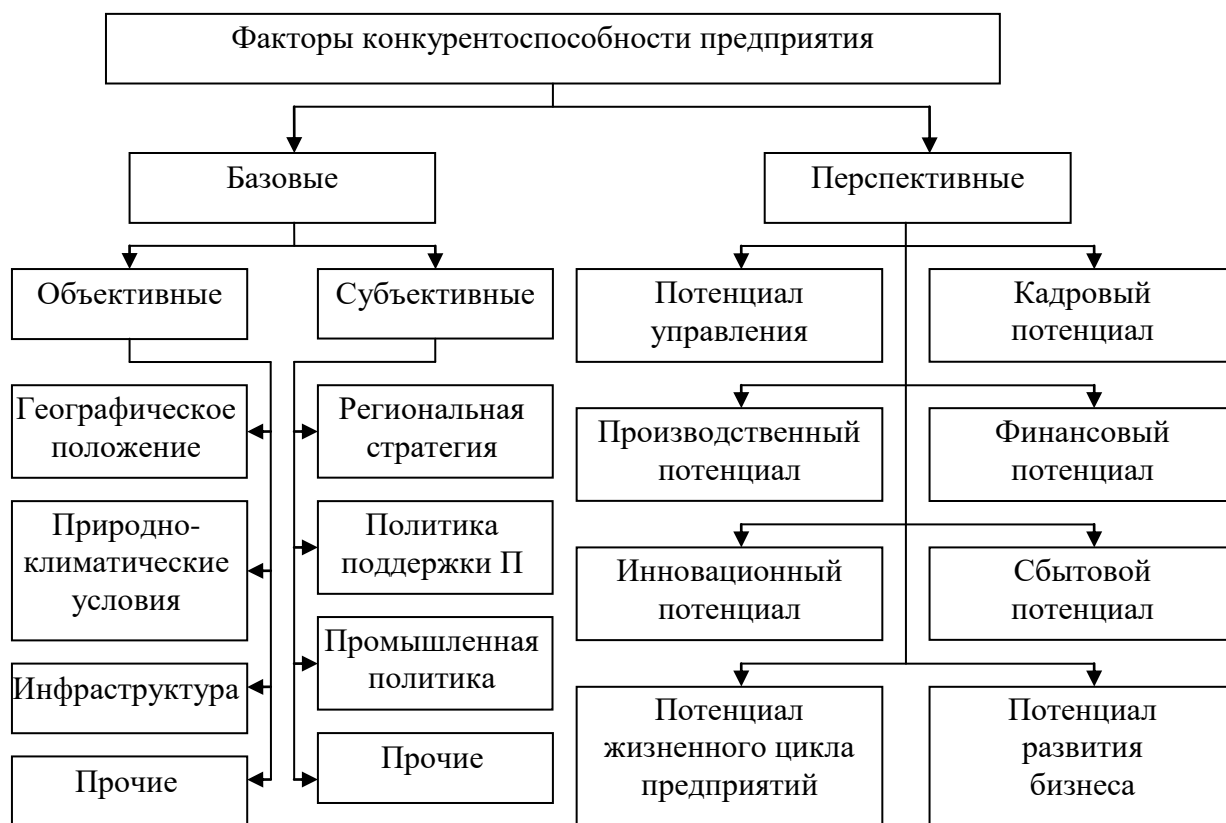 Факторы конкурентоспособности предприятия
Базовые
Перспективные
Объективные
Субъективные
Географическое
положение
Природно-
климатические
условия
Инфраструктура
Прочие
Региональная
стратегия
Политика
поддержки П
Промышленная
политика
Прочие
Потенциал
управления
Кадровый
потенциал
Производственный
потенциал
Финансовый
потенциал
Инновационный
потенциал
Сбытовой
потенциал
Потенциал
жизненного цикла
предприятий
Потенциал
развития
бизнеса